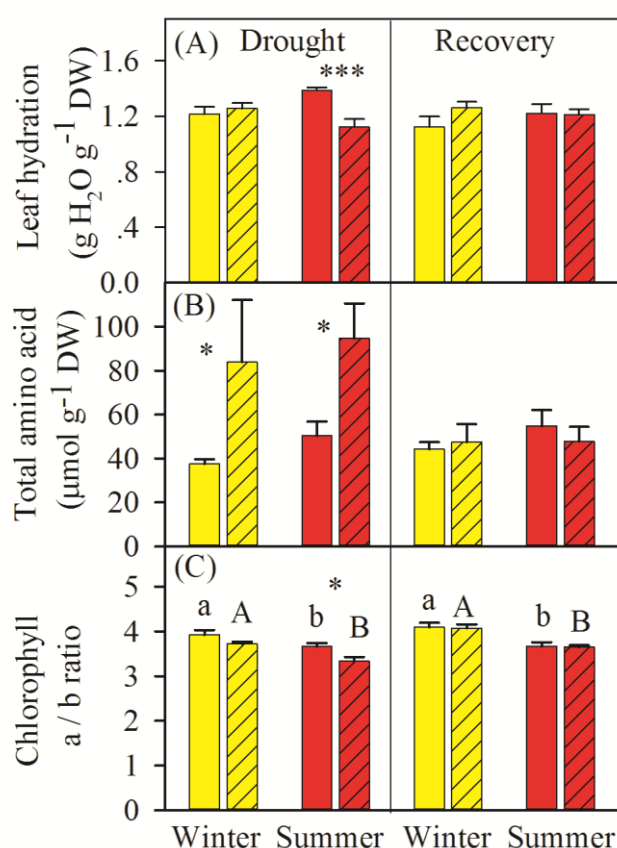 (A)
Drought
Recovery
Leaf hydration
(g H₂O g⁻¹ DW)
1.6
1.2
.8
.4
0.0
***
(B)
Total amino acid
(μmol g⁻¹ DW)
100
80
60
40
20
0
*
*
(C)
Chlorophyll
a / b ratio
5
4
3
2
1
0
a
A
*
b
B
a
A
b
B
Winter Summer Winter Summer